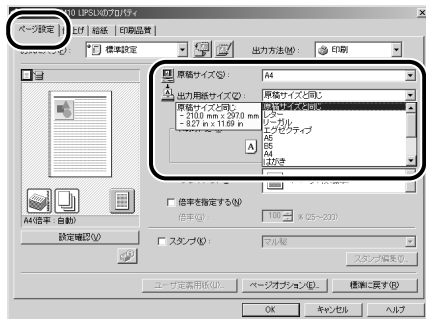 M10 LIPSLXのプロパティ
ページ設定
仕上げ
給紙
印刷品質
標準設定
出力方法(M):
印刷
原稿サイズ(S):
A4
出力用紙サイズ(Z):
原稿サイズと同じ
原稿サイズと同じ
- 210.0 mm x 297.0 mm
- 8.27 in x 11.69 in
原稿サイズと同じ
レター
リーガル
エグゼクティブ
A5
B5
A4
はがき
A
倍率を指定する(N)
倍率(Q):
100
% (25~200)
A4(倍率 : 自動)
設定確認(V)
スタンプ(K):
マル秘
スタンプ編集(J)...
ユーザ定義用紙(U)...
ページオプション(E)...
標準に戻す(R)
OK
キャンセル
ヘルプ